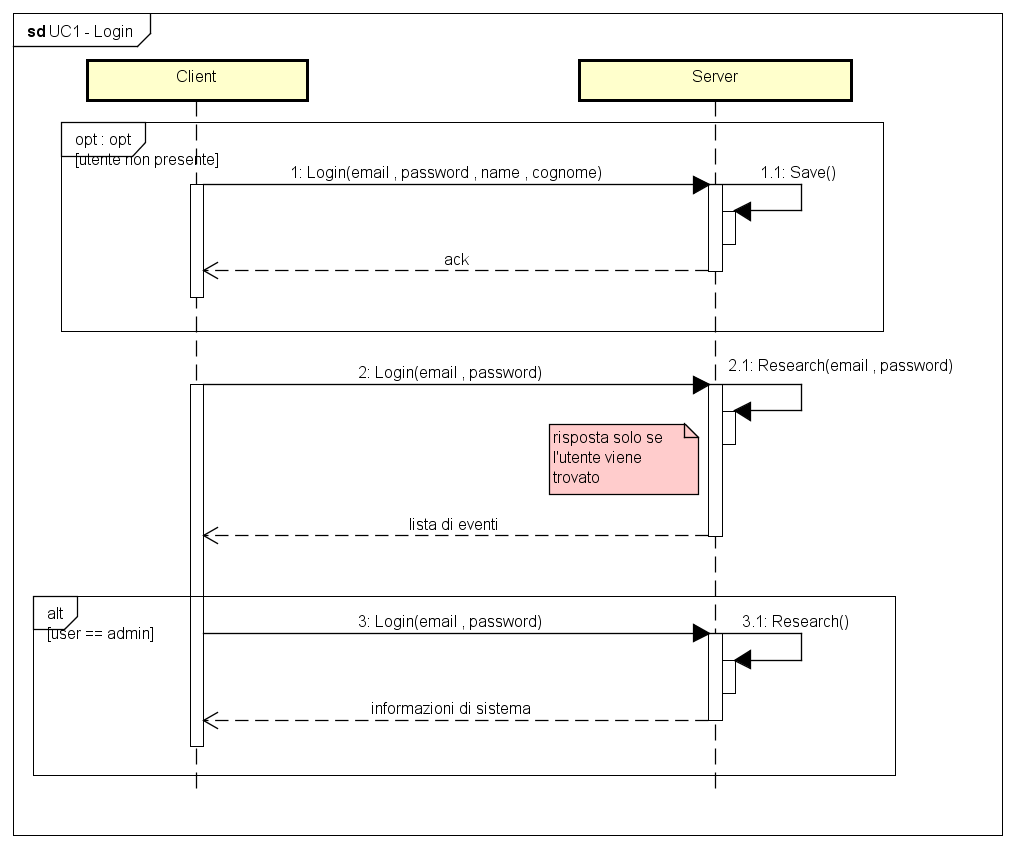 sd UC1 - Login
Client
Server
opt : opt
[utente non presente]
1: Login(email , password , name , cognome)
1.1: Save()
ack
2: Login(email , password)
2.1: Research(email , password)
risposta solo se
l'utente viene
trovato
lista di eventi
alt
[user == admin]
3: Login(email , password)
3.1: Research()
informazioni di sistema